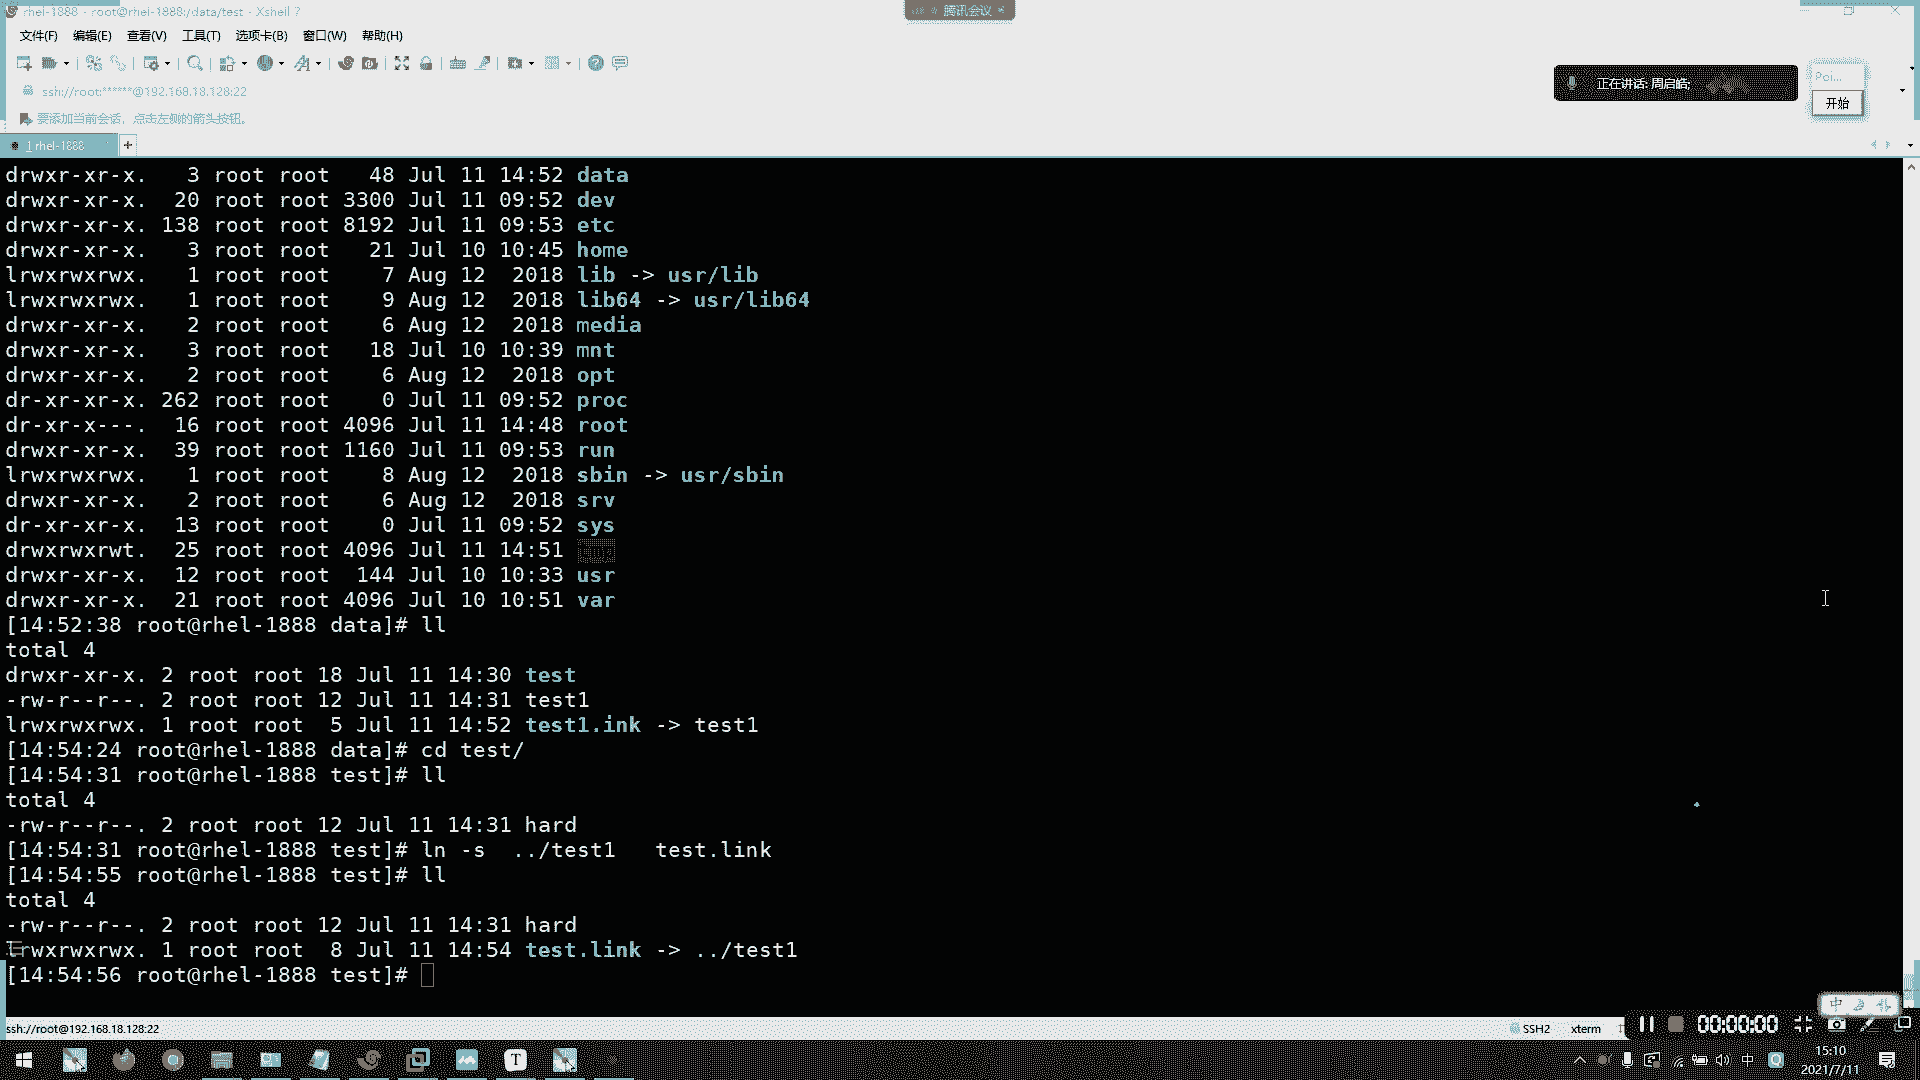 rhel-1888 - root@rhel-1888:/data/test - Xshell 7
腾讯会议
文件(F) 编辑(E) 查看(V) 工具(T) 选项卡(B) 窗口(W) 帮助(H)
ssh://root:******@192.168.18.128:22
正在讲话: 周启皓;
Poi...
开始
要添加当前会话，点击左侧的箭头按钮。
1 rhel-1888
drwxr-xr-x.   3 root root   48 Jul 11 14:52 data
drwxr-xr-x.  20 root root 3300 Jul 11 09:52 dev
drwxr-xr-x. 138 root root 8192 Jul 11 09:53 etc
drwxr-xr-x.   3 root root   21 Jul 10 10:45 home
lrwxrwxrwx.   1 root root    7 Aug 12  2018 lib -> usr/lib
lrwxrwxrwx.   1 root root    9 Aug 12  2018 lib64 -> usr/lib64
drwxr-xr-x.   2 root root    6 Aug 12  2018 media
drwxr-xr-x.   3 root root   18 Jul 10 10:39 mnt
drwxr-xr-x.   2 root root    6 Aug 12  2018 opt
dr-xr-xr-x. 262 root root    0 Jul 11 09:52 proc
dr-xr-x---.  16 root root 4096 Jul 11 14:48 root
drwxr-xr-x.  39 root root 1160 Jul 11 09:53 run
lrwxrwxrwx.   1 root root    8 Aug 12  2018 sbin -> usr/sbin
drwxr-xr-x.   2 root root    6 Aug 12  2018 srv
dr-xr-xr-x.  13 root root    0 Jul 11 09:52 sys
drwxrwxrwt.  25 root root 4096 Jul 11 14:51 tmp
drwxr-xr-x.  12 root root  144 Jul 10 10:33 usr
drwxr-xr-x.  21 root root 4096 Jul 10 10:51 var
[14:52:38 root@rhel-1888 data]# ll
total 4
drwxr-xr-x. 2 root root 18 Jul 11 14:30 test
-rw-r--r--. 2 root root 12 Jul 11 14:31 test1
lrwxrwxrwx. 1 root root  5 Jul 11 14:52 test1.ink -> test1
[14:54:24 root@rhel-1888 data]# cd test/
[14:54:31 root@rhel-1888 test]# ll
total 4
-rw-r--r--. 2 root root 12 Jul 11 14:31 hard
[14:54:31 root@rhel-1888 test]# ln -s  ../test1   test.link
[14:54:55 root@rhel-1888 test]# ll
total 4
-rw-r--r--. 2 root root 12 Jul 11 14:31 hard
lrwxrwxrwx. 1 root root  8 Jul 11 14:54 test.link -> ../test1
[14:54:56 root@rhel-1888 test]#
中
ssh://root@192.168.18.128:22
SSH2
xterm
00:00:00
T
中
15:10
2021/7/11